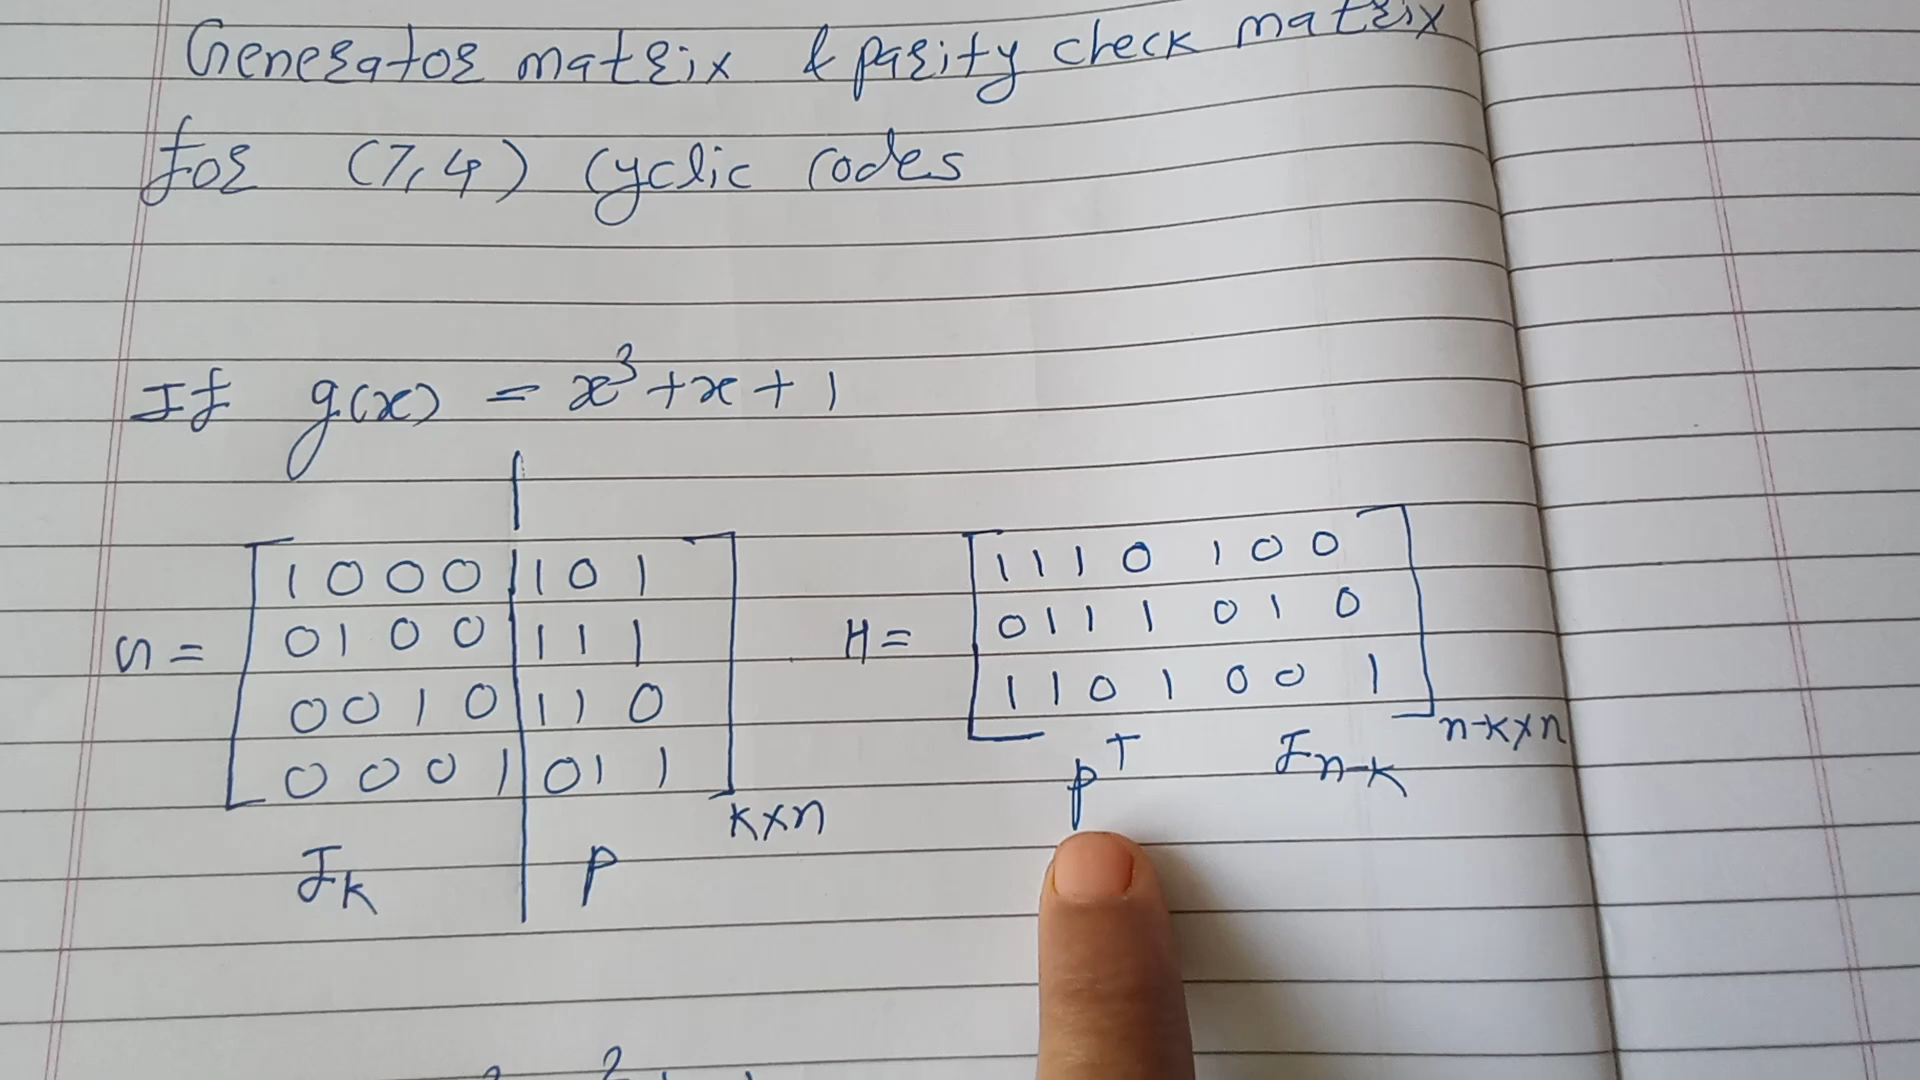 Generator matrix & parity check matrix
for (7,4) cyclic codes
If g(x) = x³ + x + 1
G = [1 0 0 0 | 1 0 1
0 1 0 0 | 1 1 1
0 0 1 0 | 1 1 0
0 0 0 1 | 0 1 1] k×n
I_k | P
H = [1 1 1 0 1 0 0
0 1 1 1 0 1 0
1 1 0 1 0 0 1] n-k×n
P^T I_n-k